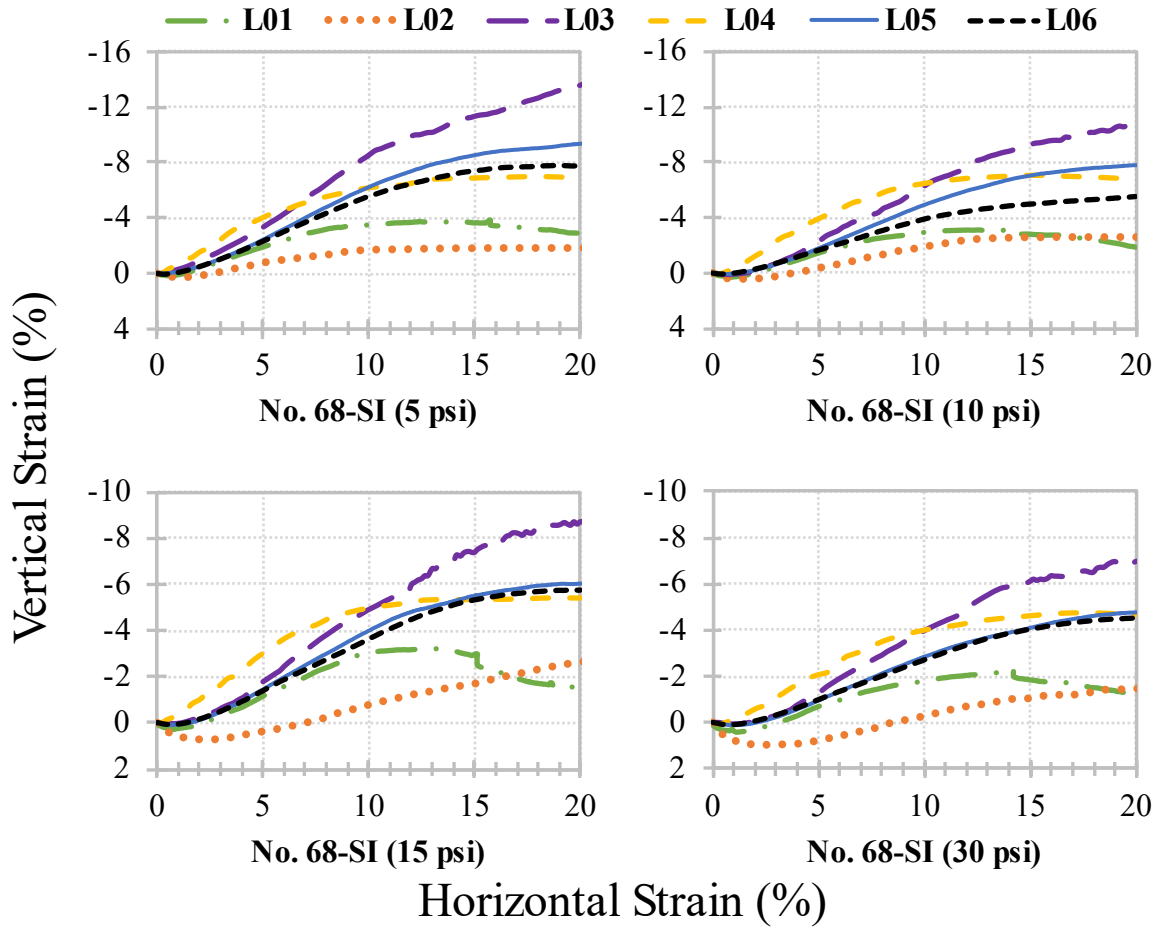 L01 L02 L03 L04 L05 L06
-16
-12
-8
-4
0
4
0 5 10 15 20
No. 68-SI (5 psi)
-16
-12
-8
-4
0
4
0 5 10 15 20
No. 68-SI (10 psi)
Vertical Strain (%)
-10
-8
-6
-4
-2
0
2
0 5 10 15 20
No. 68-SI (15 psi)
-10
-8
-6
-4
-2
0
2
0 5 10 15 20
No. 68-SI (30 psi)
Horizontal Strain (%)